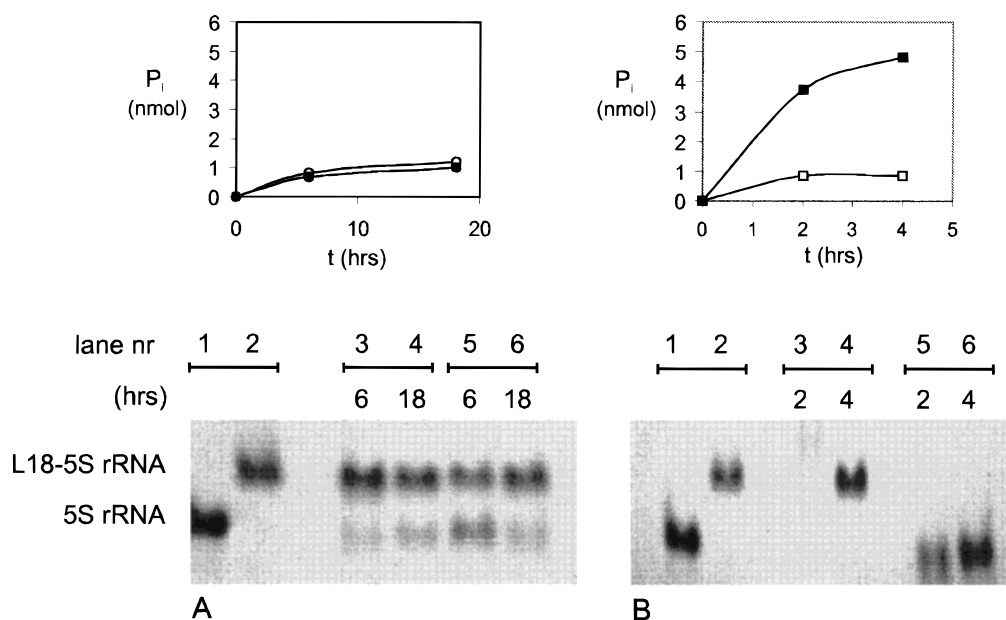 6
5
4
3
2
1
0
Pi
(nmol)
0 10 20
t (hrs)
6
5
4
3
2
1
0
Pi
(nmol)
0 1 2 3 4 5
t (hrs)
lane nr 1 2 3 4 5 6
(hrs) 6 18 6 18
L18-5S rRNA
5S rRNA
A
1 2 3 4 5 6
2 4 2 4
B